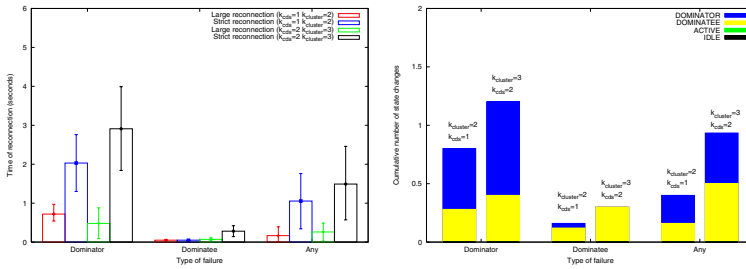 6
5
4
3
2
1
0
Time of reconnection (seconds)
Large reconnection (k_cds=1 k_cluster=2)
Strict reconnection (k_cds=1 k_cluster=2)
Large reconnection (k_cds=2 k_cluster=3)
Strict reconnection (k_cds=2 k_cluster=3)
Dominator
Dominatee
Any
Type of failure
2
1.5
1
0.5
0
Cumulative number of state changes
DOMINATOR
DOMINATEE
ACTIVE
IDLE
k_cluster=2
k_cds=1
k_cluster=3
k_cds=2
k_cluster=2
k_cds=1
k_cluster=3
k_cds=2
k_cluster=2
k_cds=1
k_cluster=3
k_cds=2
Dominator
Dominatee
Any
Type of failure